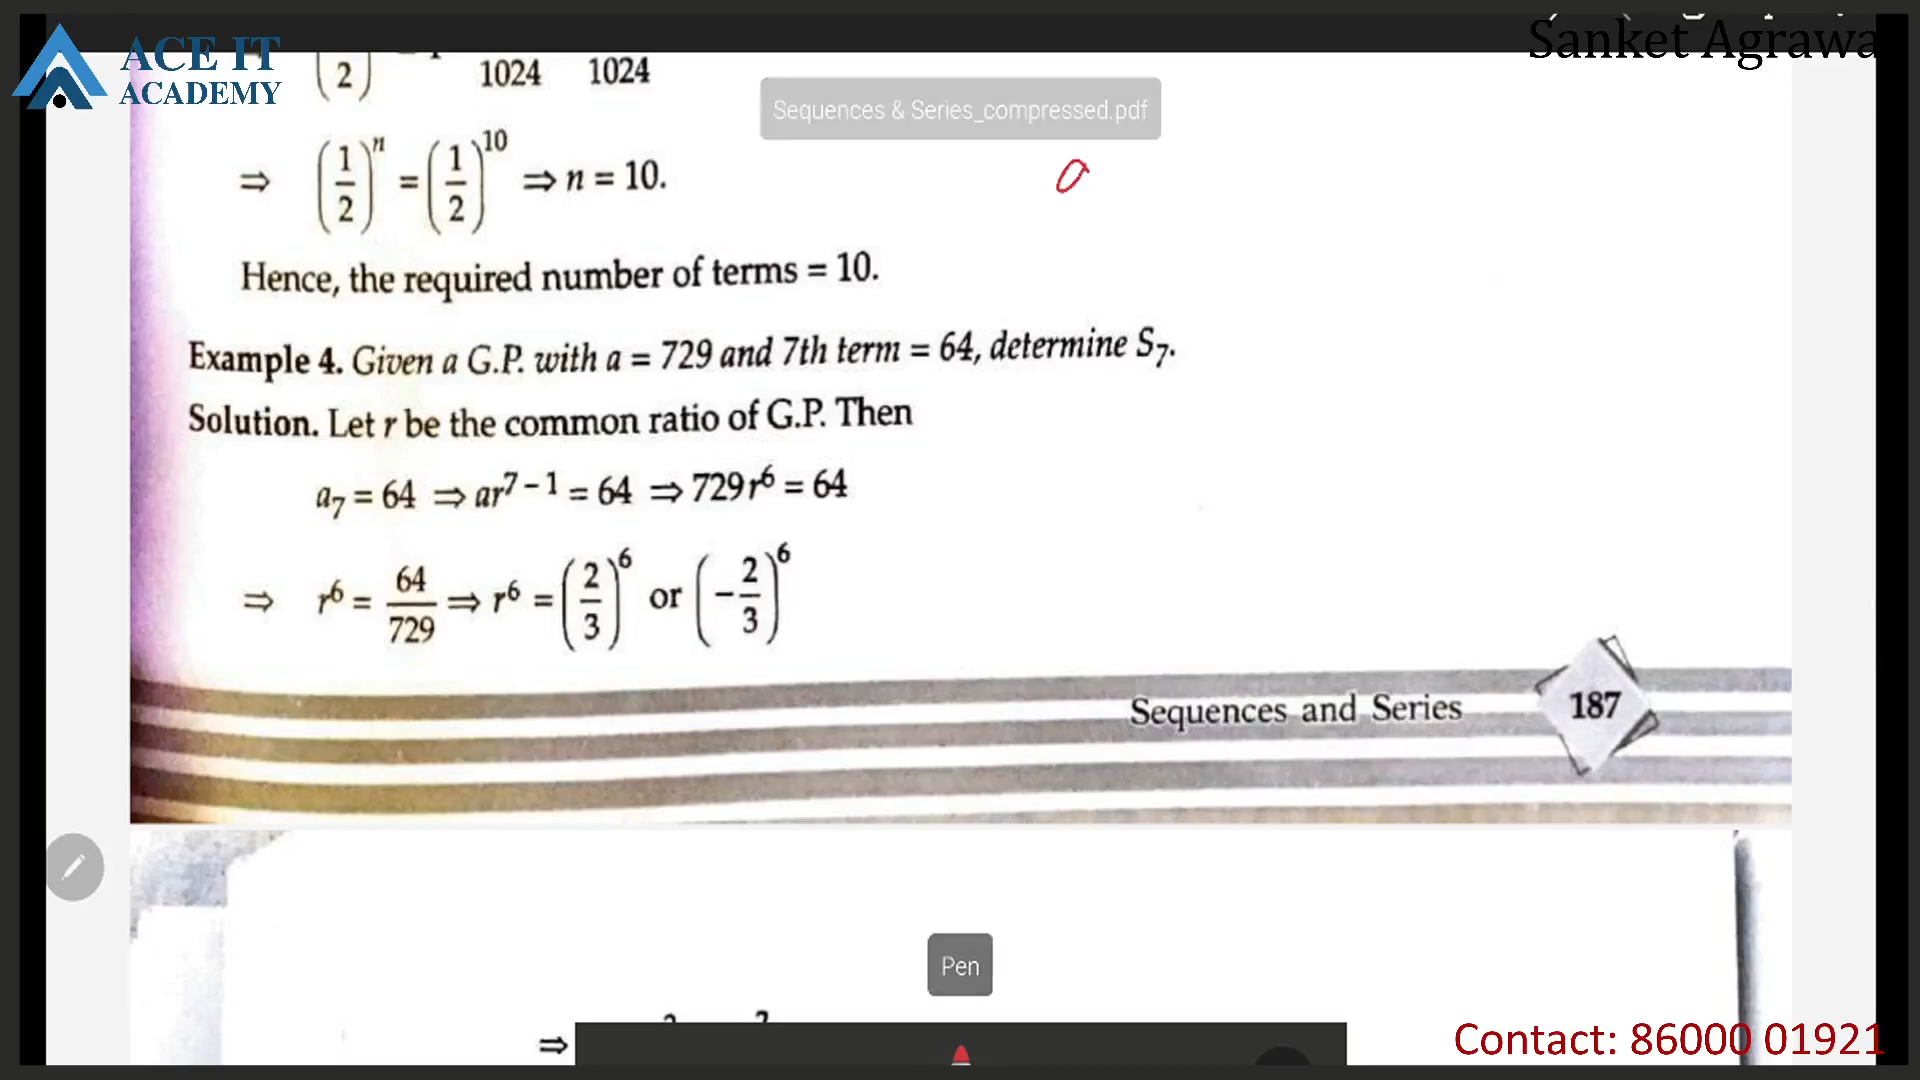 Sanket Agrawa
ACE IT
ACADEMY
(2) 1024 1024
Sequences & Series_compressed.pdf
⇒ (1/2)^n = (1/2)^10 ⇒ n = 10.
a
Hence, the required number of terms = 10.
Example 4. Given a G.P. with a = 729 and 7th term = 64, determine S₇.
Solution. Let r be the common ratio of G.P. Then
a₇ = 64 ⇒ ar^7 – 1 = 64 ⇒ 729r^6 = 64
⇒ r^6 = 64/729 ⇒ r^6 = (2/3)^6 or (–2/3)^6
Sequences and Series 187
Pen
⇒
Contact: 86000 01921